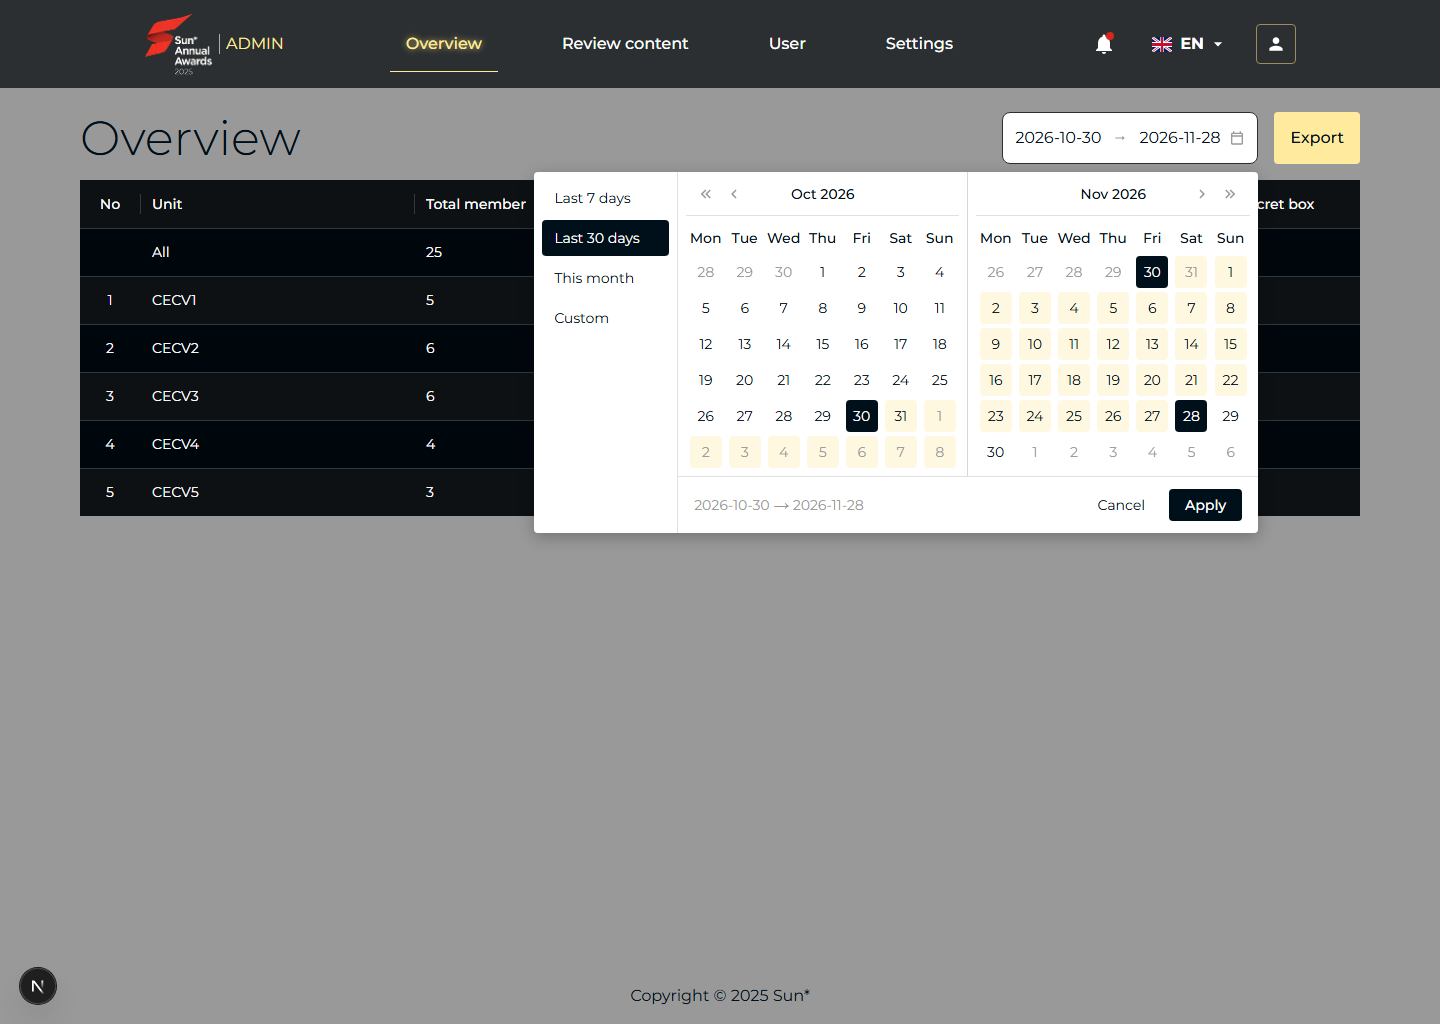 Sun*
Annual
Awards
2025
ADMIN
Overview
Review content
User
Settings
EN
Overview
2026-10-30 → 2026-11-28
Export
No Unit Total member cret box
All 25
1 CECV1 5
2 CECV2 6
3 CECV3 6
4 CECV4 4
5 CECV5 3
Last 7 days
Last 30 days
This month
Custom
« ‹ Oct 2026
Mon Tue Wed Thu Fri Sat Sun
28 29 30 1 2 3 4
5 6 7 8 9 10 11
12 13 14 15 16 17 18
19 20 21 22 23 24 25
26 27 28 29 30 31 1
2 3 4 5 6 7 8
Nov 2026 › »
Mon Tue Wed Thu Fri Sat Sun
26 27 28 29 30 31 1
2 3 4 5 6 7 8
9 10 11 12 13 14 15
16 17 18 19 20 21 22
23 24 25 26 27 28 29
30 1 2 3 4 5 6
2026-10-30 → 2026-11-28
Cancel
Apply
N
Copyright © 2025 Sun*